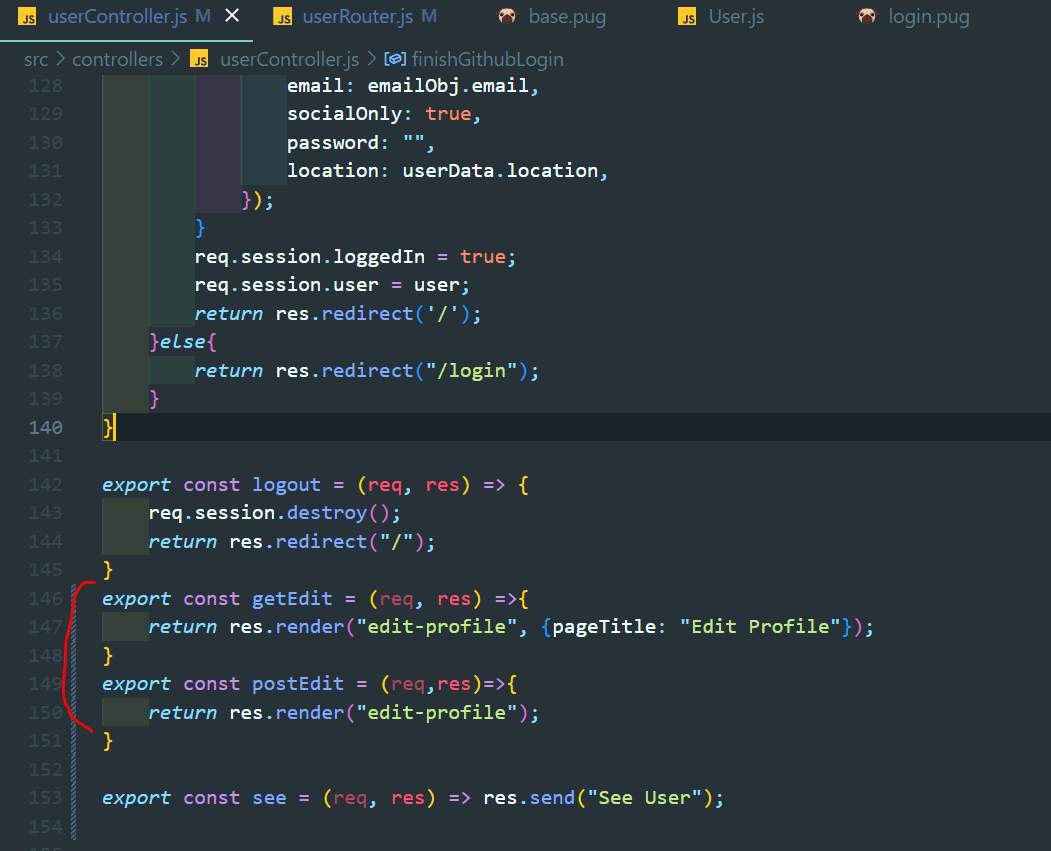 JS userController.js M × JS userRouter.js M base.pug JS User.js login.pug
src > controllers > JS userController.js > finishGithubLogin
128 email: emailObj.email,
129 socialOnly: true,
130 password: "",
131 location: userData.location,
132 });
133 }
134 req.session.loggedIn = true;
135 req.session.user = user;
136 return res.redirect('/');
137 }else{
138 return res.redirect("/login");
139 }
140 }
141
142 export const logout = (req, res) => {
143 req.session.destroy();
144 return res.redirect("/");
145 }
146 export const getEdit = (req, res) =>{
147 return res.render("edit-profile", {pageTitle: "Edit Profile"});
148 }
149 export const postEdit = (req,res)=>{
150 return res.render("edit-profile");
151 }
152
153 export const see = (req, res) => res.send("See User");
154